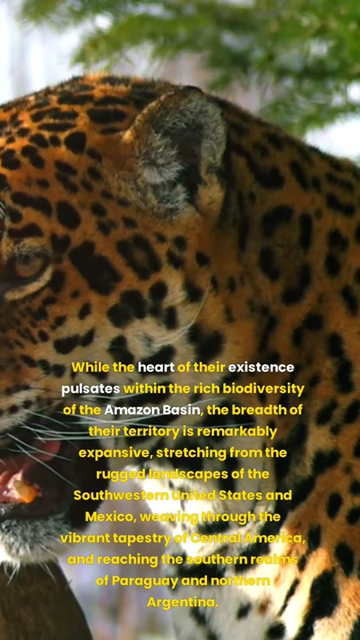 While the heart of their existence
pulsates within the rich biodiversity
of the Amazon Basin, the breadth of
their territory is remarkably
expansive, stretching from the
rugged landscapes of the
Southwestern United States and
Mexico, weaving through the
vibrant tapestry of Central America,
and reaching the southern realms
of Paraguay and northern
Argentina.